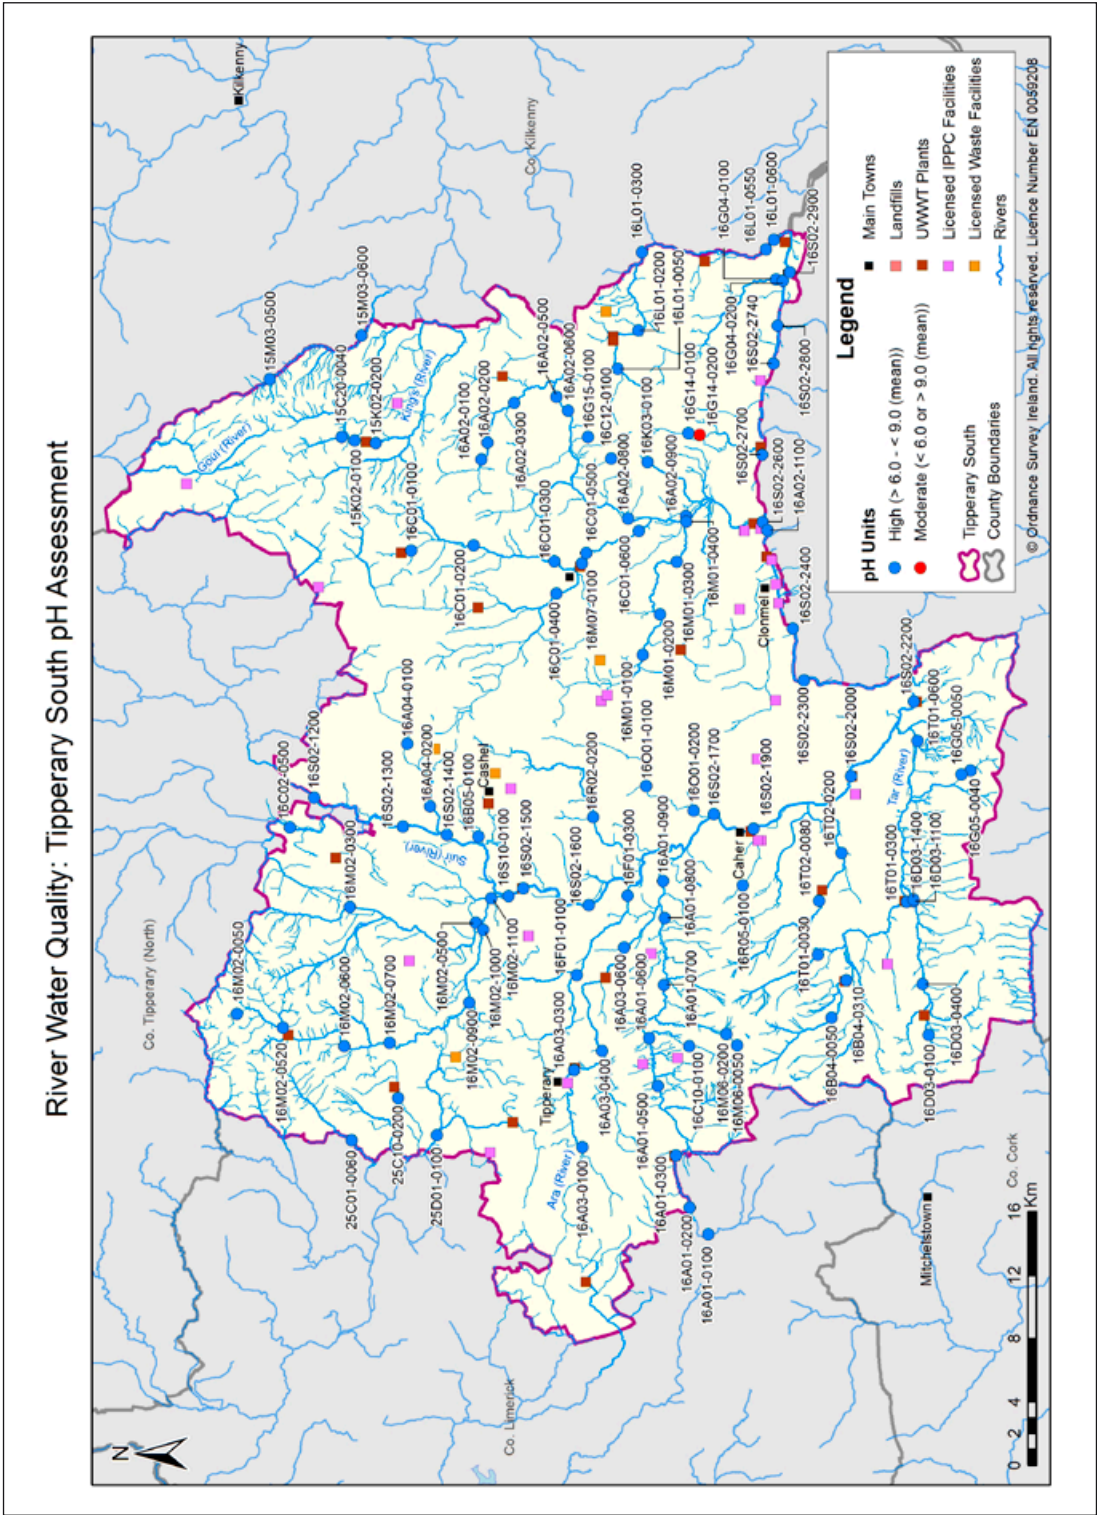 River Water Quality: Tipperary South pH Assessment
N
Co. Tipperary (North)
Co. Kilkenny
Co. Limerick
Co. Cork
Kilkenny
Cashel
Tipperary
Caher
Clonmel
Mitchelstown
Goul (River)
King's (River)
Suir (River)
Ara (River)
Tar (River)
15M03-0500
15M03-0600
15C20-0040
15K02-0200
15K02-0100
16C01-0100
16C01-0200
16C01-0300
16C01-0400
16C01-0500
16C01-0600
16A02-0100
16A02-0200
16A02-0300
16A02-0500
16A02-0600
16G15-0100
16C12-0100
16A02-0800
16K03-0100
16A02-0900
16L01-0300
16L01-0200
16L01-0050
16G14-0100
16G14-0200
16G04-0100
16L01-0550
16L01-0600
16S02-2900
16G04-0200
16S02-2740
16S02-2800
16S02-2700
16S02-2600
16A02-1100
16S02-2400
16M07-0100
16M01-0100
16M01-0200
16M01-0300
16M01-0400
16C02-0500
16S02-1200
16S02-1300
16A04-0100
16A04-0200
16S02-1400
16B05-0100
16S10-0100
16S02-1500
16S02-1600
16R02-0200
16O01-0100
16O01-0200
16S02-1700
16S02-1900
16S02-2000
16S02-2200
16S02-2300
16T01-0600
16G05-0050
16G05-0040
16T02-0200
16T02-0080
16T01-0300
16D03-1400
16D03-1100
16T01-0030
16R05-0100
16F01-0300
16F01-0100
16A01-0900
16A01-0800
16A01-0700
16A01-0600
16A01-0500
16A01-0300
16A01-0200
16A01-0100
16M02-0050
16M02-0300
16M02-0520
16M02-0600
16M02-0700
16M02-0500
16M02-1000
16M02-1100
16M02-0900
25C01-0060
25C10-0200
25D01-0100
16A03-0100
16A03-0300
16A03-0400
16A03-0600
16C10-0100
16M06-0200
16M06-0050
16B04-0050
16B04-0310
16D03-0100
16D03-0400
Legend
pH Units
High (> 6.0 - < 9.0 (mean))
Moderate (< 6.0 or > 9.0 (mean))
Tipperary South
County Boundaries
Main Towns
Landfills
UWWT Plants
Licensed IPPC Facilities
Licensed Waste Facilities
Rivers
0 2 4 8 12 16
Km
© Ordnance Survey Ireland. All rights reserved. Licence Number EN 0059208